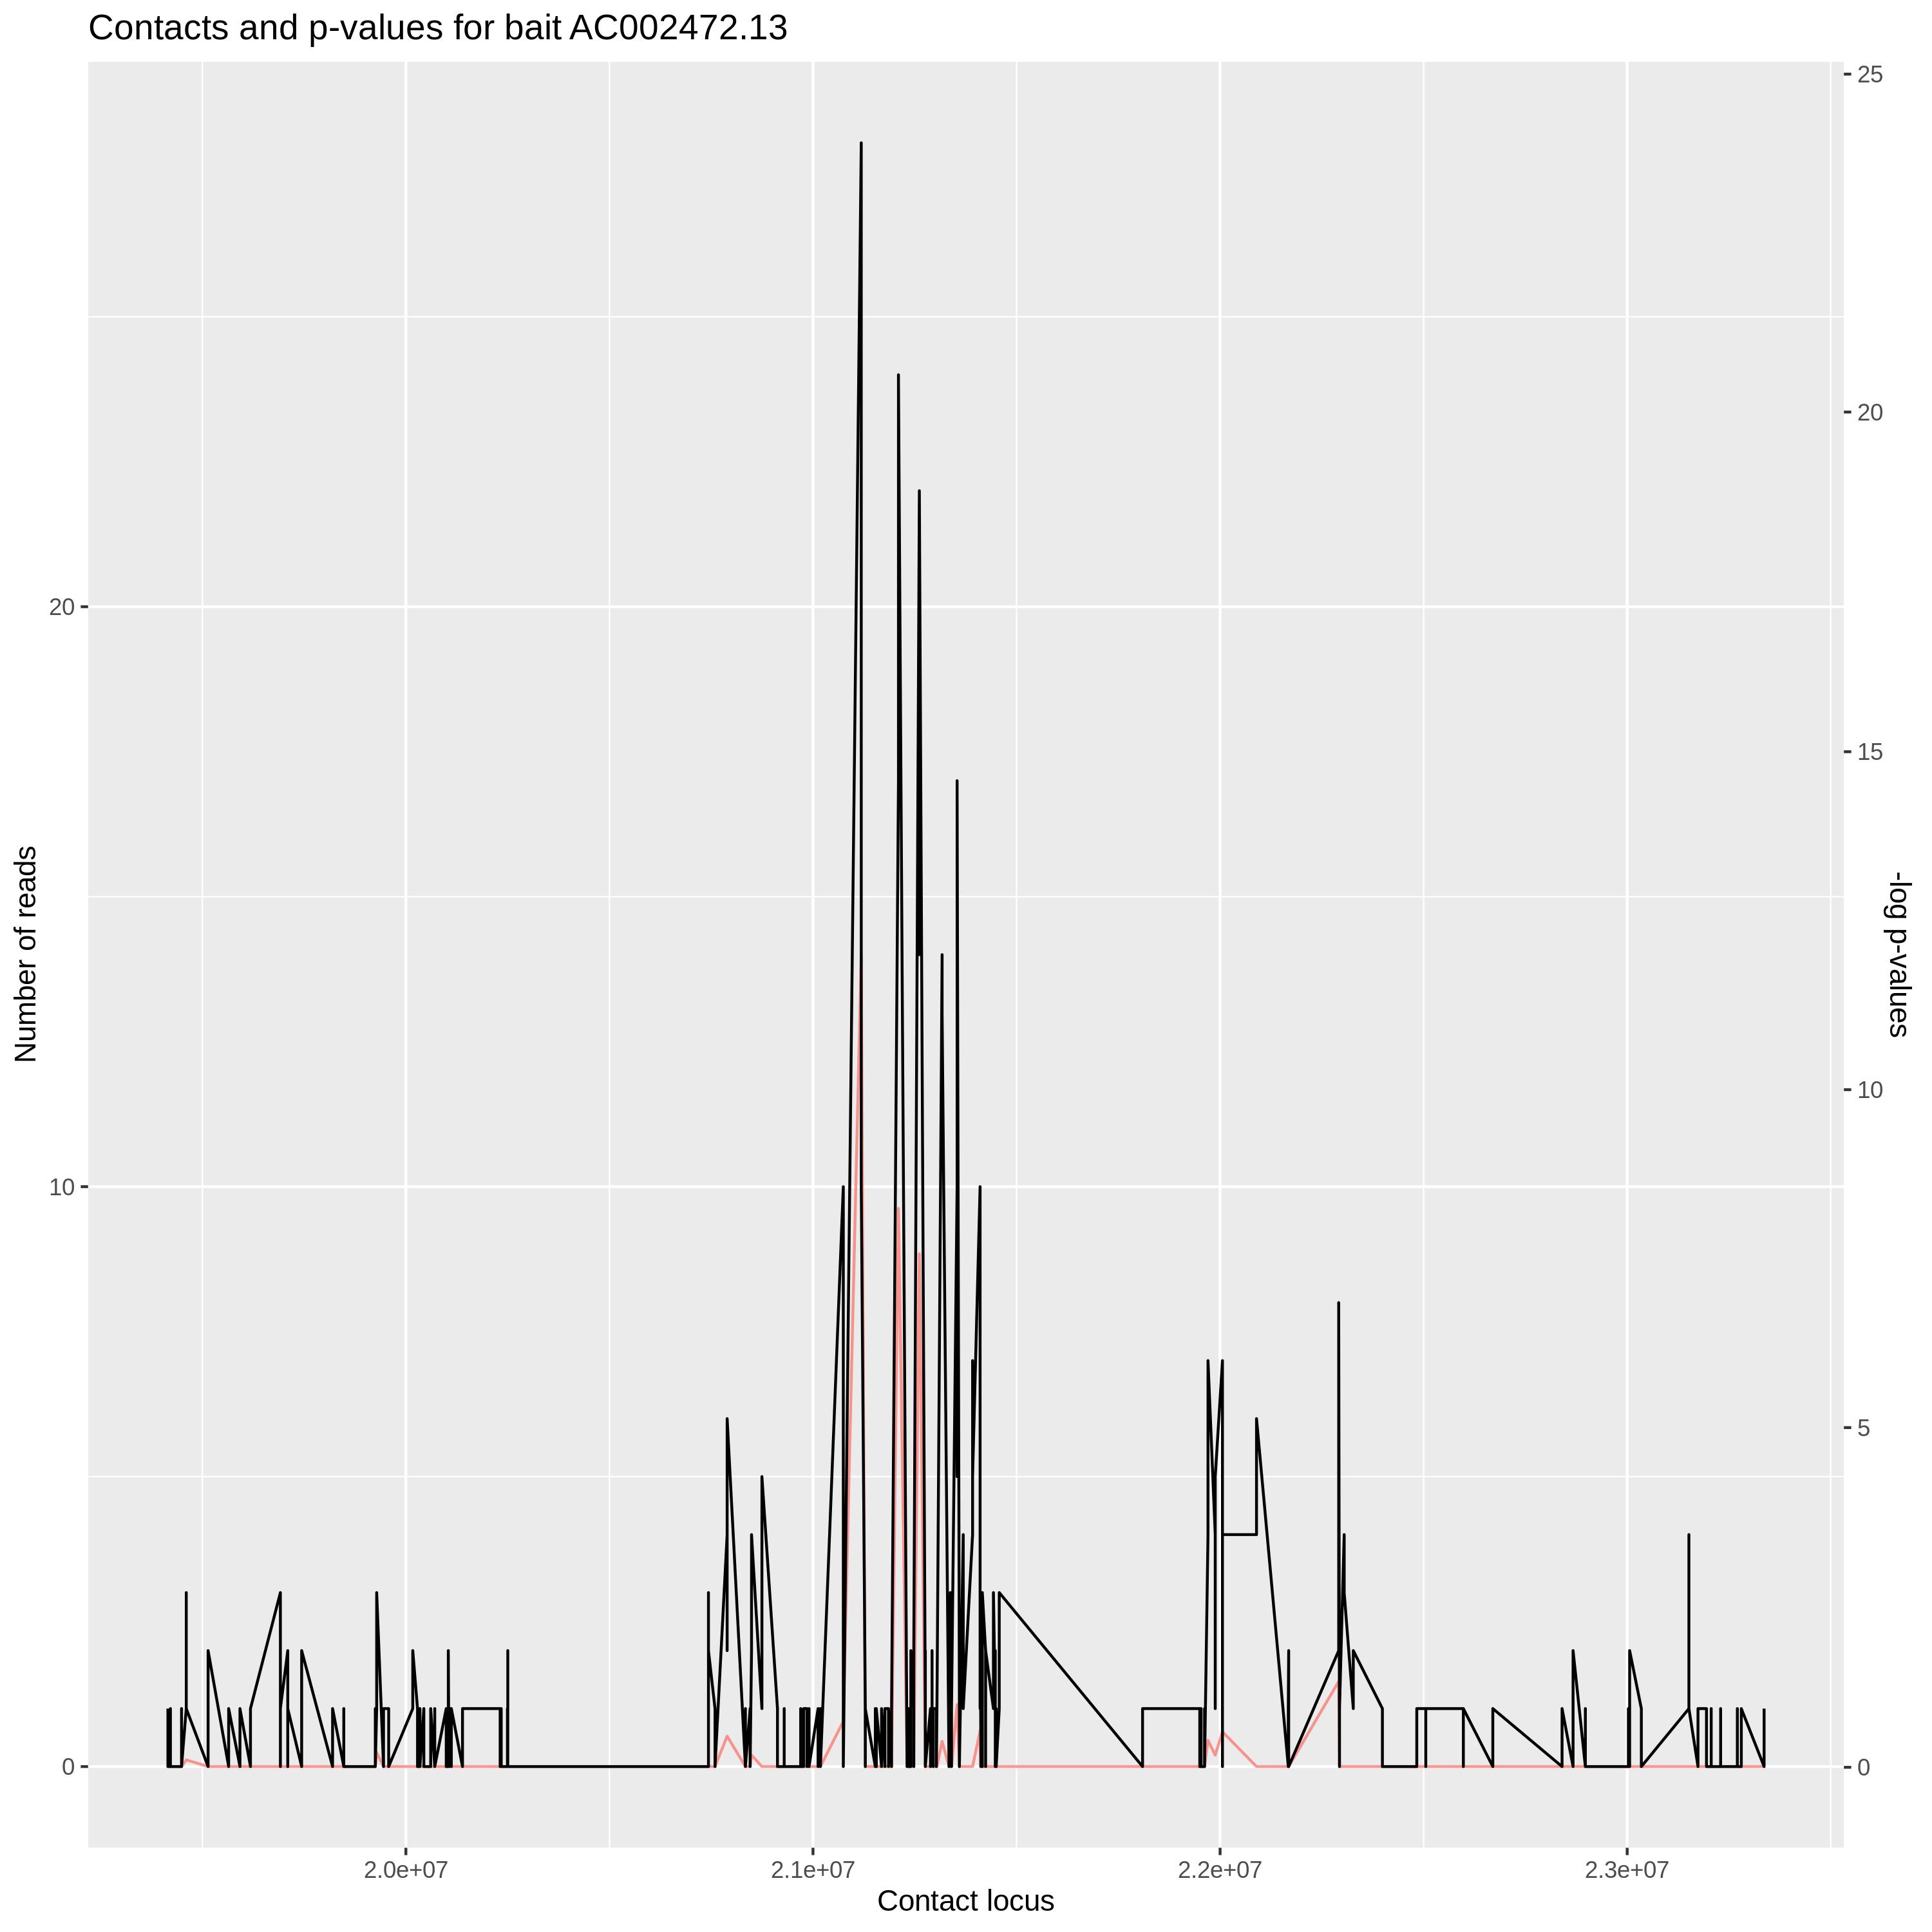 Contacts and p-values for bait AC002472.13
25
20
20
15
Number of reads
-log p-values
10
10
5
0
0
2.0e+07
2.1e+07
2.2e+07
2.3e+07
Contact locus